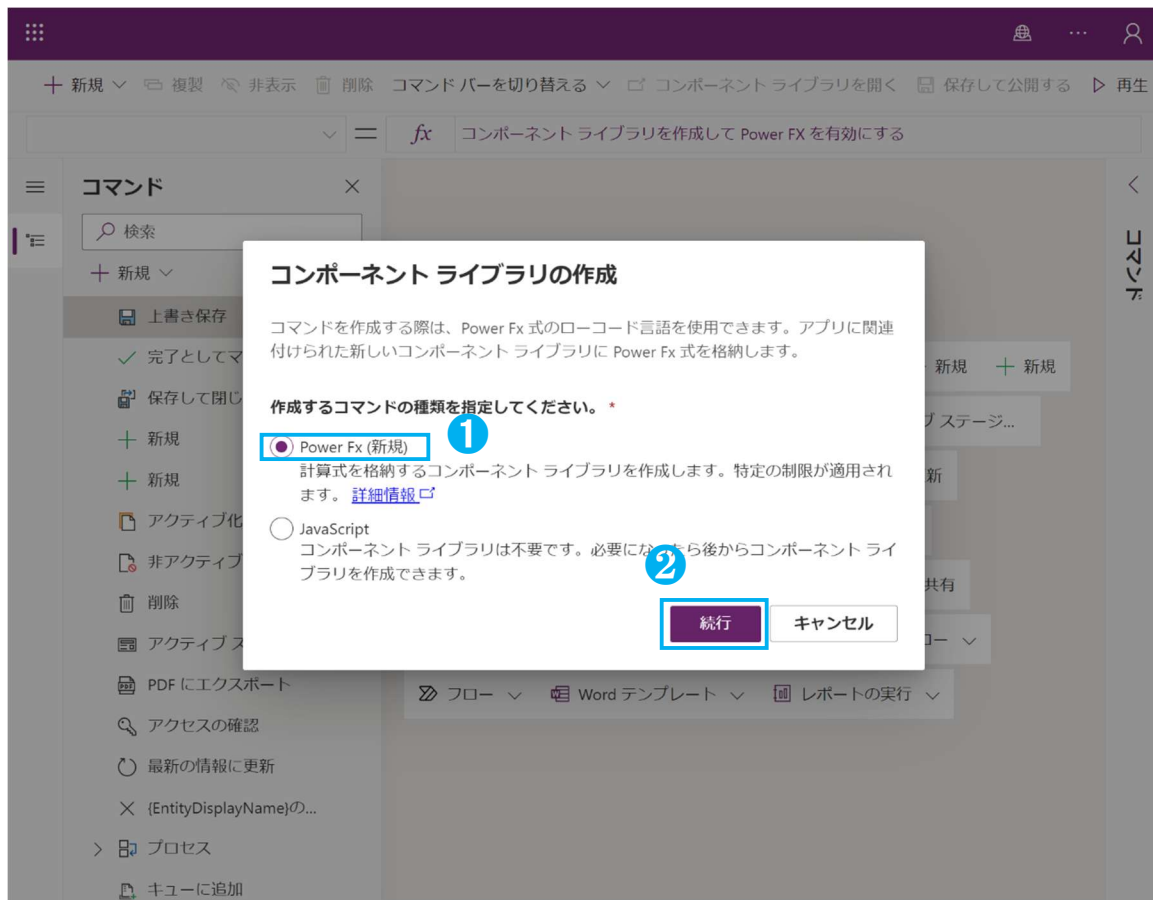 新規 複製 非表示 削除 コマンド バーを切り替える コンポーネント ライブラリを開く 保存して公開する 再生
fx コンポーネント ライブラリを作成して Power FX を有効にする
コマンド
検索
新規
上書き保存
完了としてマ
保存して閉じ
新規
新規
アクティブ化
非アクティブ
削除
アクティブ ス
PDF にエクスポート
アクセスの確認
最新の情報に更新
{EntityDisplayName}の...
プロセス
キューに追加
コンポーネント ライブラリの作成
コマンドを作成する際は、Power Fx 式のローコード言語を使用できます。アプリに関連
付けられた新しいコンポーネント ライブラリに Power Fx 式を格納します。
作成するコマンドの種類を指定してください。 *
1
Power Fx (新規)
計算式を格納するコンポーネント ライブラリを作成します。特定の制限が適用され
ます。 詳細情報
JavaScript
コンポーネント ライブラリは不要です。必要になったら後からコンポーネント ライ
ブラリを作成できます。
2
続行 キャンセル
新規 新規
ブ ステージ...
新
共有
ロー
フロー Word テンプレート レポートの実行
コマンド